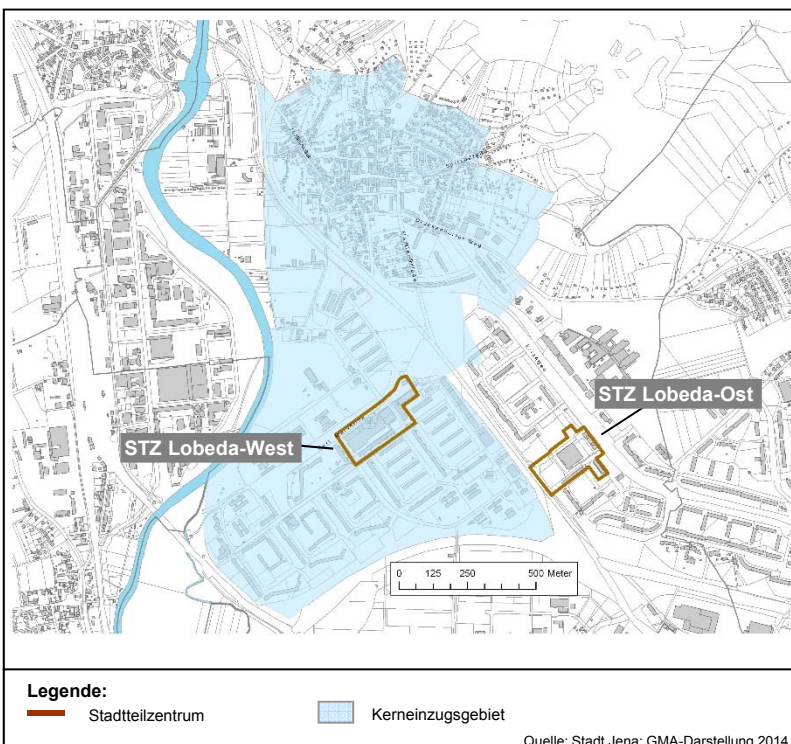 STZ Lobeda-Ost
STZ Lobeda-West
0 125 250 500 Meter
Legende:
Stadtteilzentrum
Kerneinzugsgebiet
Quelle: Stadt Jena; GMA-Darstellung 2014